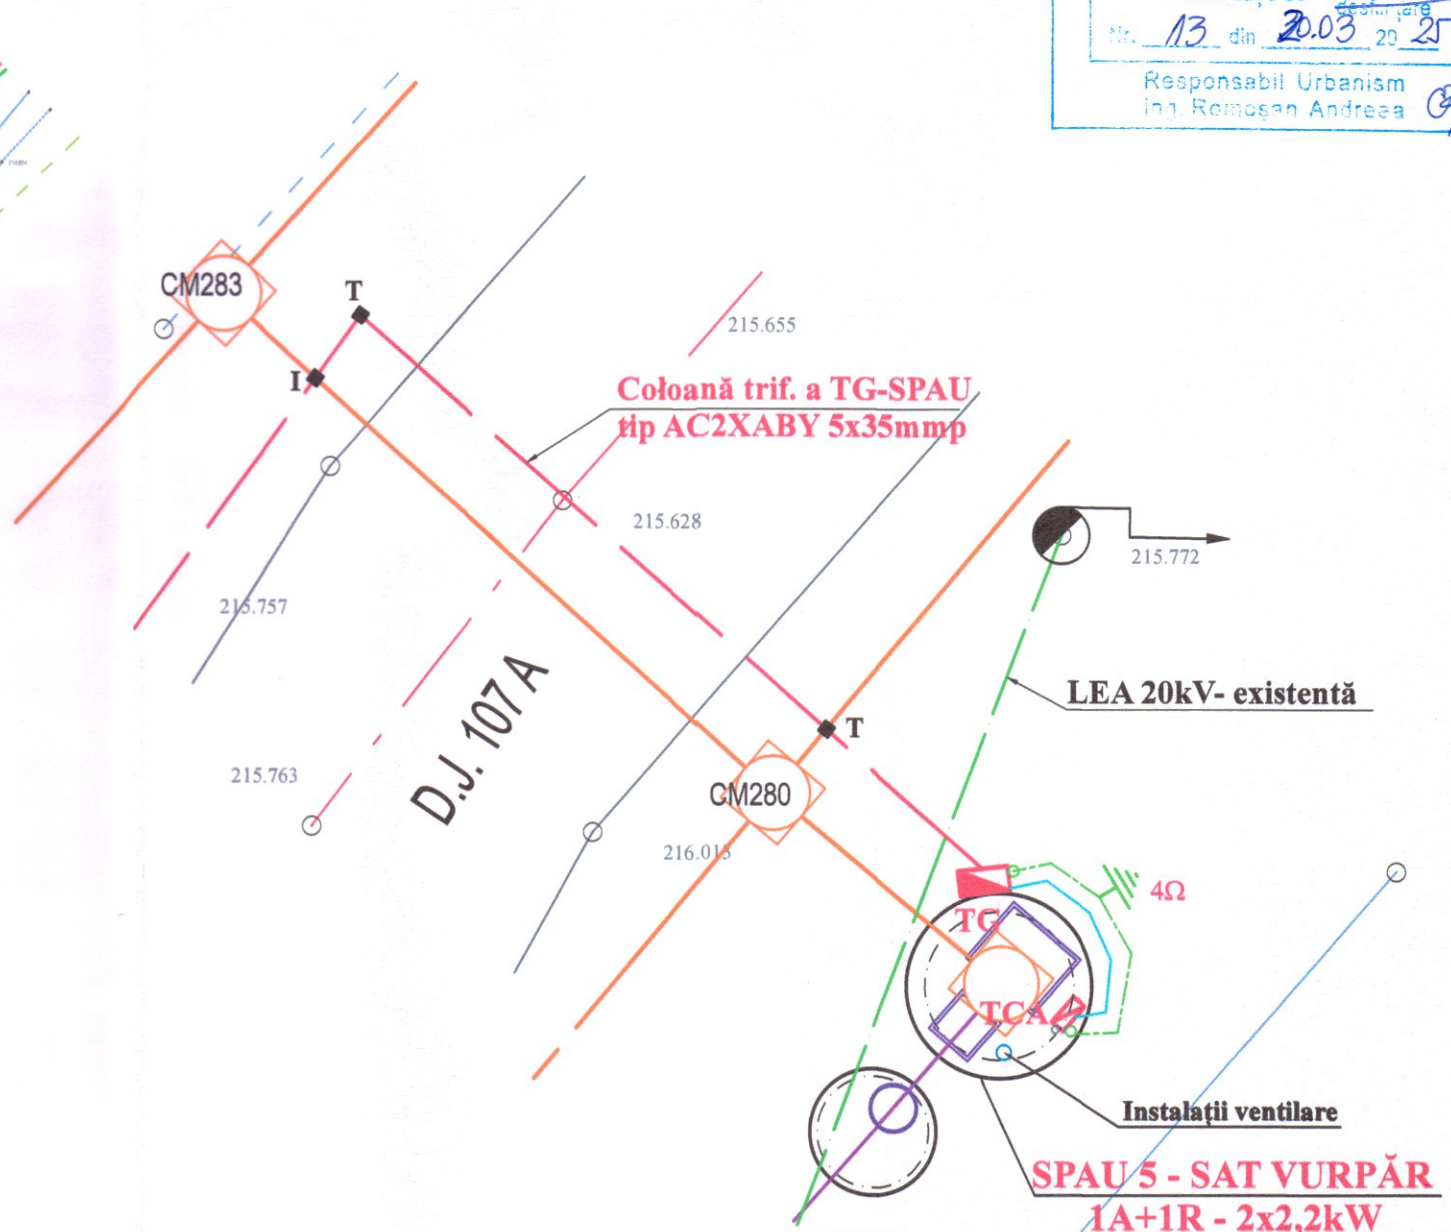 desființare
Nr. 13 din 20.03 20 25
Responsabil Urbanism
ing. Romoșan Andreea
CM283
T
I
215.655
Coloană trif. a TG-SPAU
tip AC2XABY 5x35mmp
215.628
215.772
215.757
LEA 20kV- existentă
T
D.J. 107 A
215.763
CM280
216.013
4Ω
TG
TCA
Instalații ventilare
SPAU 5 - SAT VURPĂR
1A+1R - 2x2,2kW